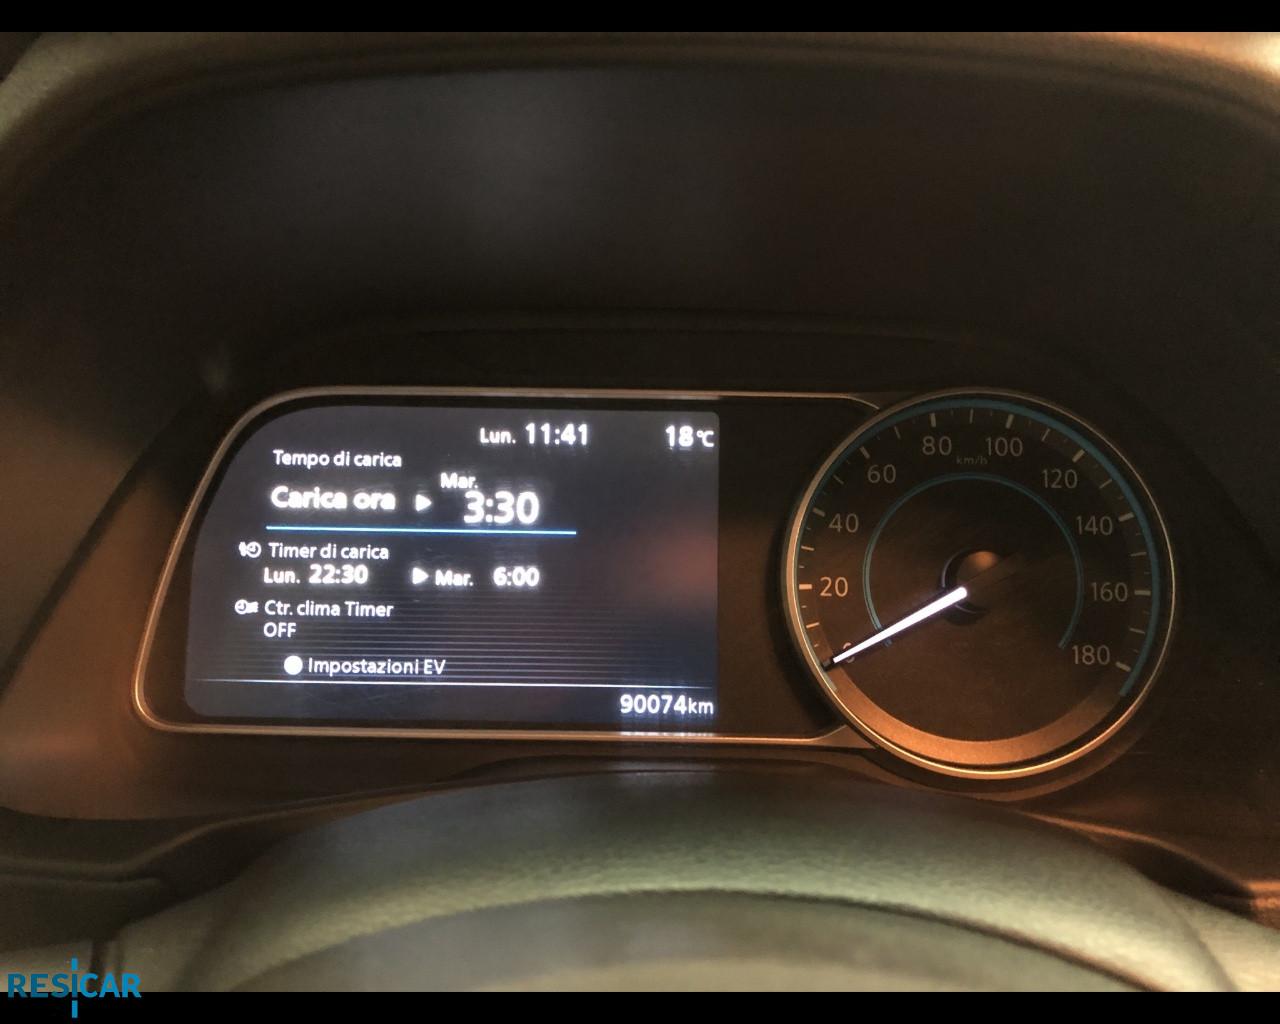 Lun. 11:41 18°C
Tempo di carica
Mar.
Carica ora 3:30
Timer di carica
Lun. 22:30 Mar. 6:00
Ctr. clima Timer
OFF
Impostazioni EV
90074km
0 20 40 60 80 100 120 140 160 180
km/h
RESICAR